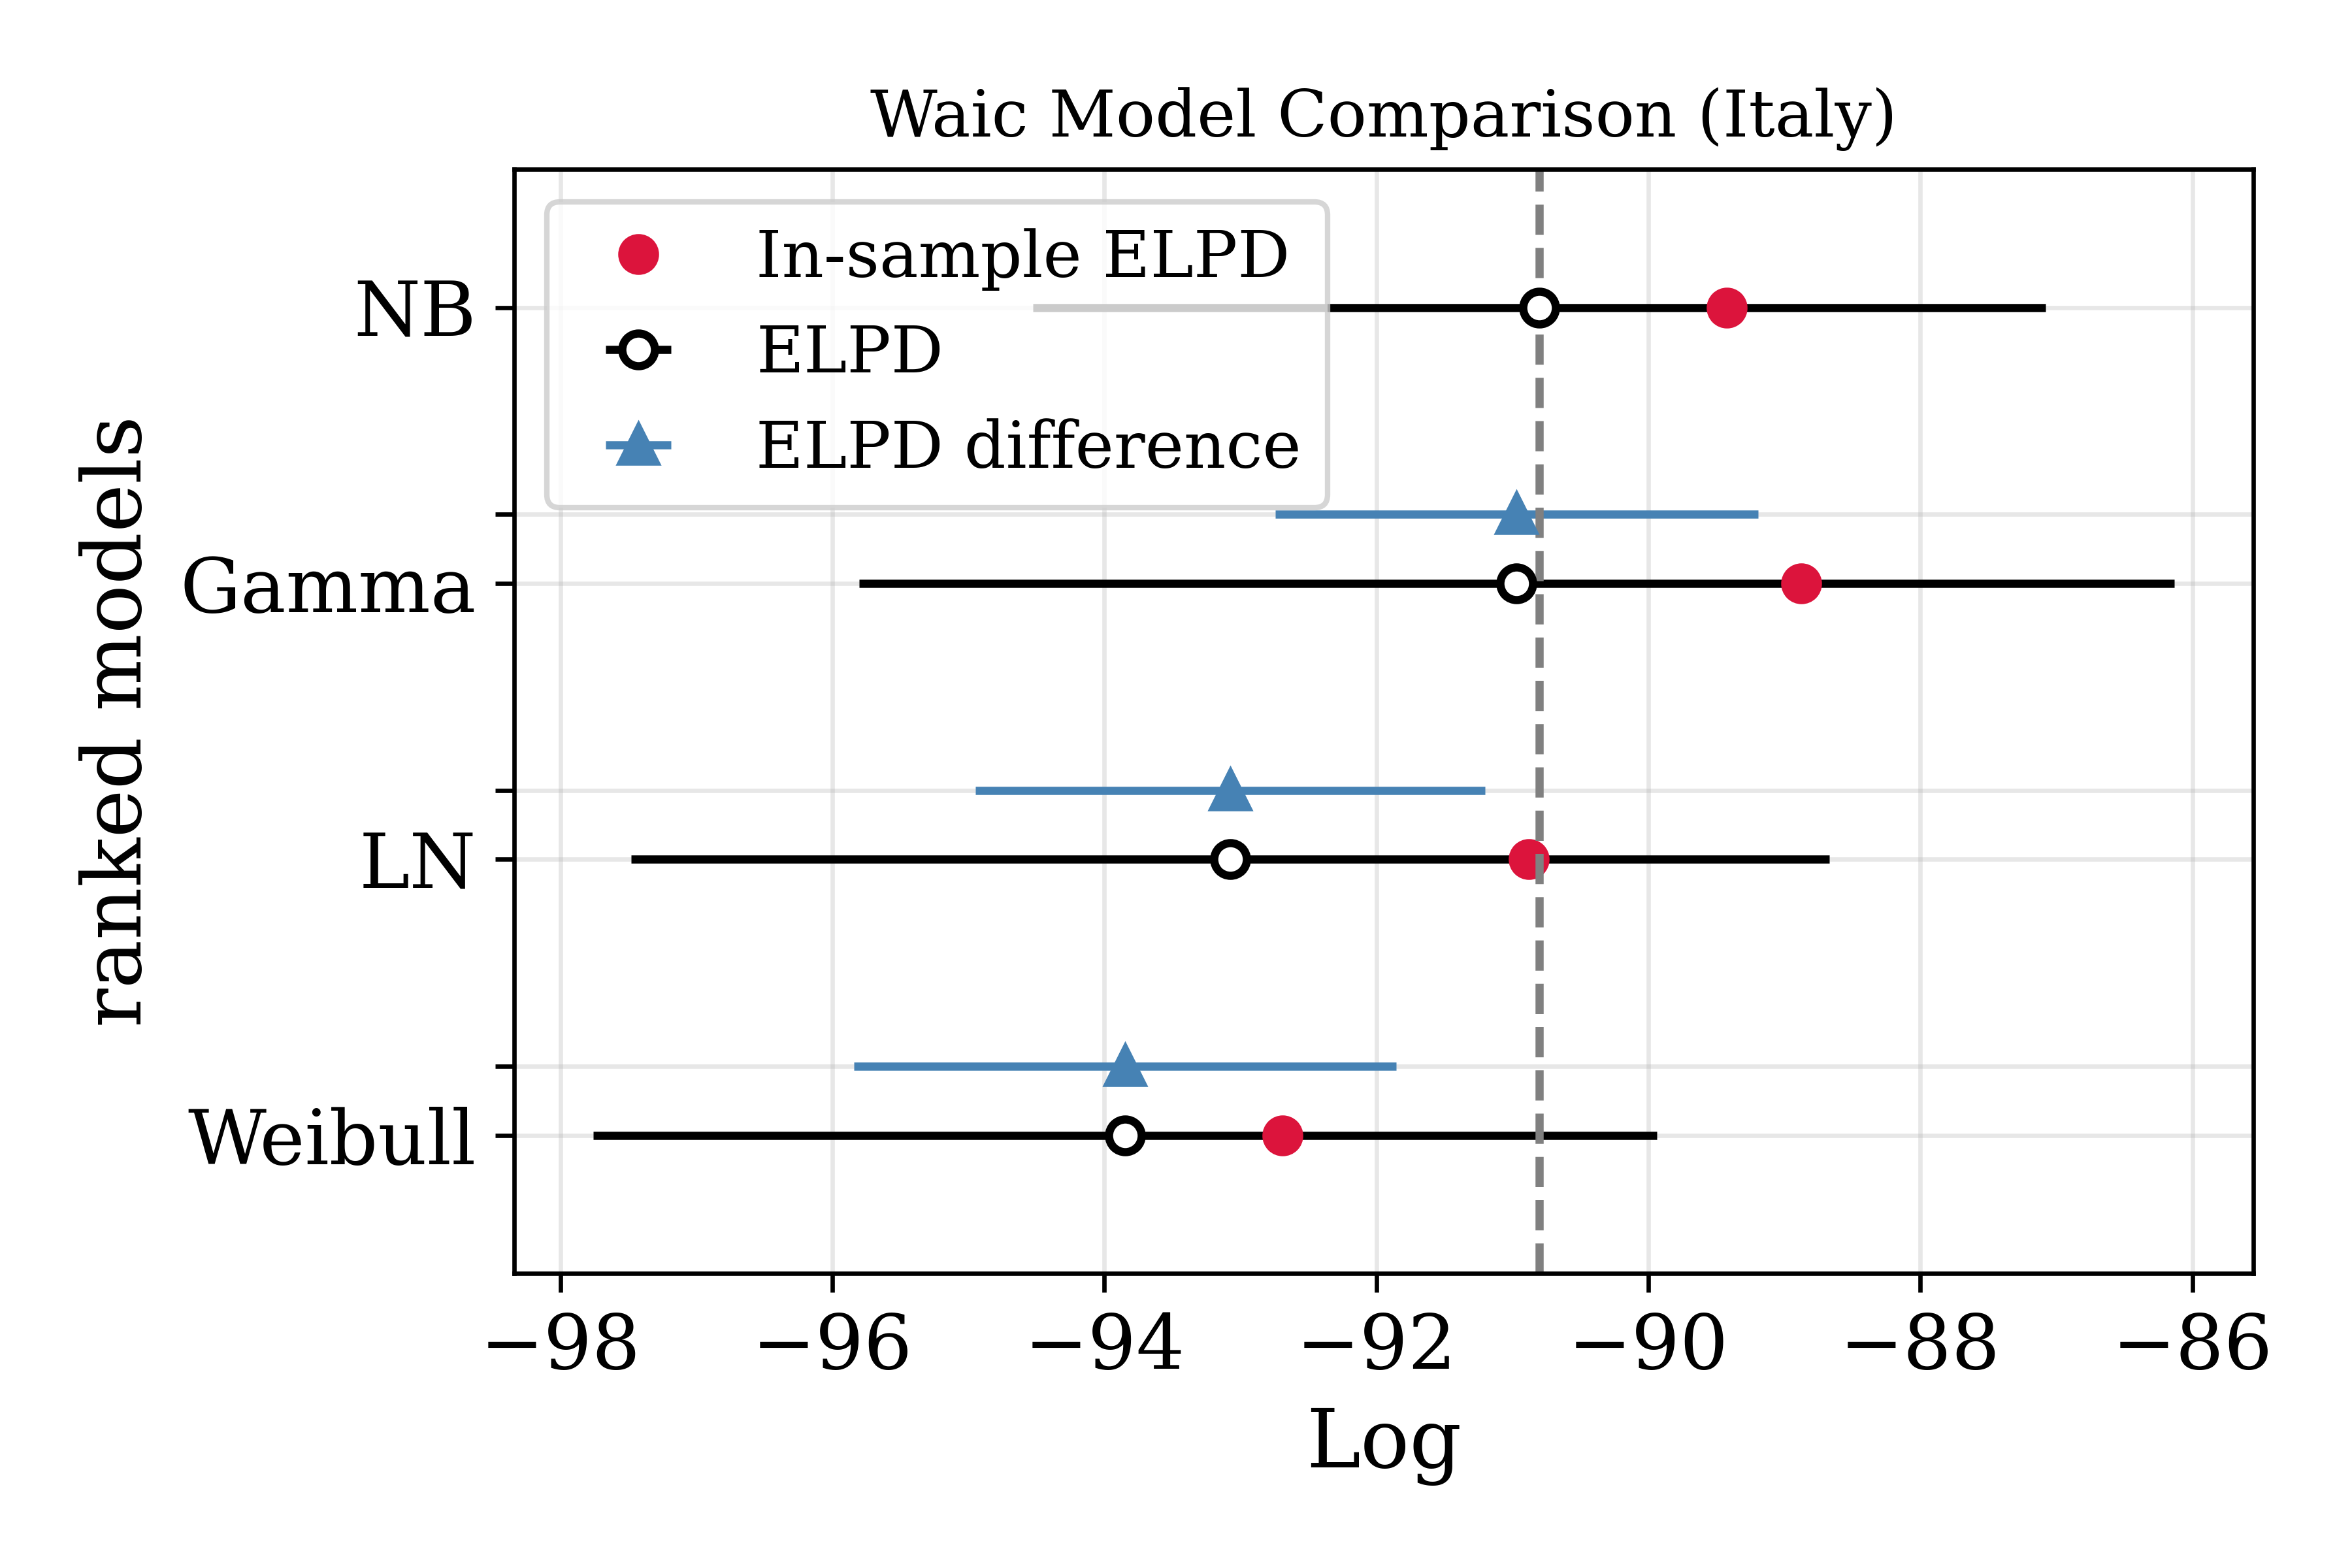 Waic Model Comparison (Italy)
In-sample ELPD
ELPD
ELPD difference
ranked models
NB
Gamma
LN
Weibull
−98 −96 −94 −92 −90 −88 −86
Log